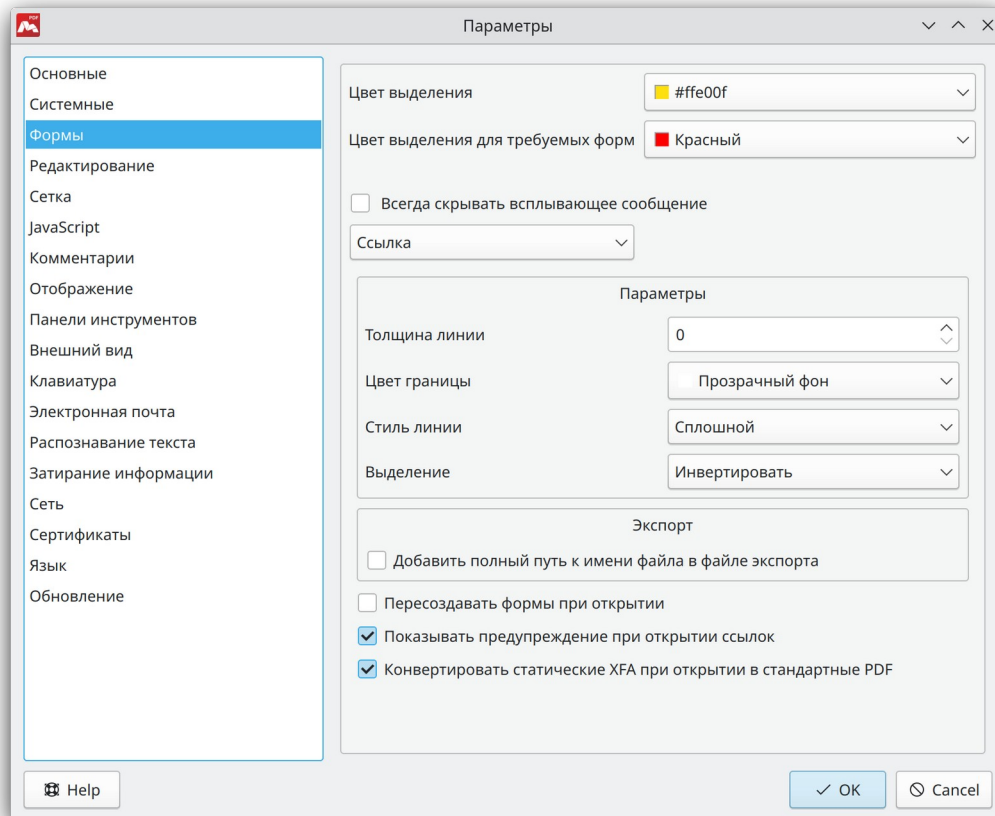 PDF
Параметры
Основные
Системные
Формы
Редактирование
Сетка
JavaScript
Комментарии
Отображение
Панели инструментов
Внешний вид
Клавиатура
Электронная почта
Распознавание текста
Затирание информации
Сеть
Сертификаты
Язык
Обновление
Цвет выделения
#ffe00f
Цвет выделения для требуемых форм
Красный
Всегда скрывать всплывающее сообщение
Ссылка
Параметры
Толщина линии
0
Цвет границы
Прозрачный фон
Стиль линии
Сплошной
Выделение
Инвертировать
Экспорт
Добавить полный путь к имени файла в файле экспорта
Пересоздавать формы при открытии
Показывать предупреждение при открытии ссылок
Конвертировать статические XFA при открытии в стандартные PDF
Help
OK
Cancel